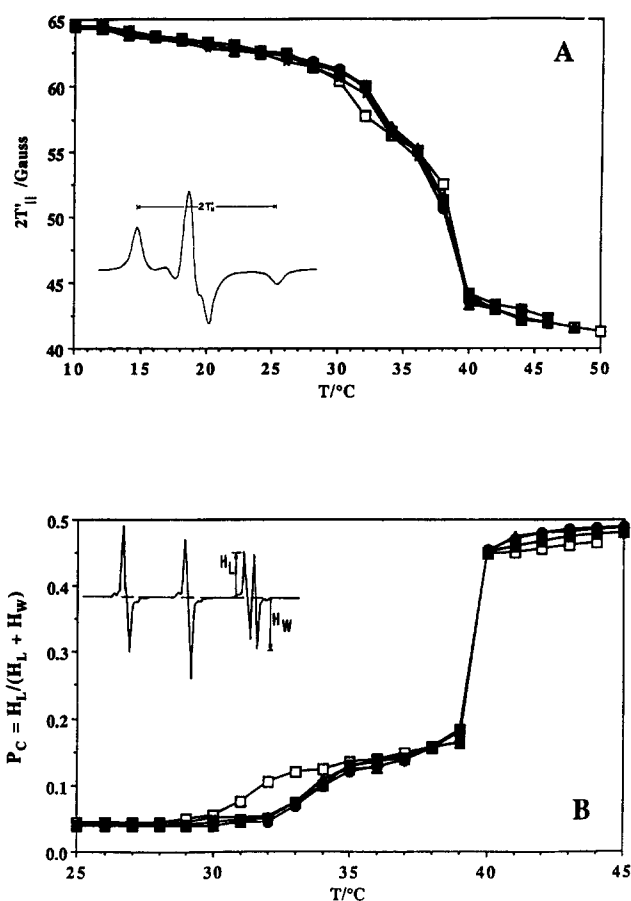 65
60
55
50
45
40
2T'|| /Gauss
A
2T'||
10 15 20 25 30 35 40 45 50
T/°C
0.5
0.4
0.3
0.2
0.1
0.0
P_C = H_L/(H_L + H_W)
H_L
H_W
B
25 30 35 40 45
T/°C